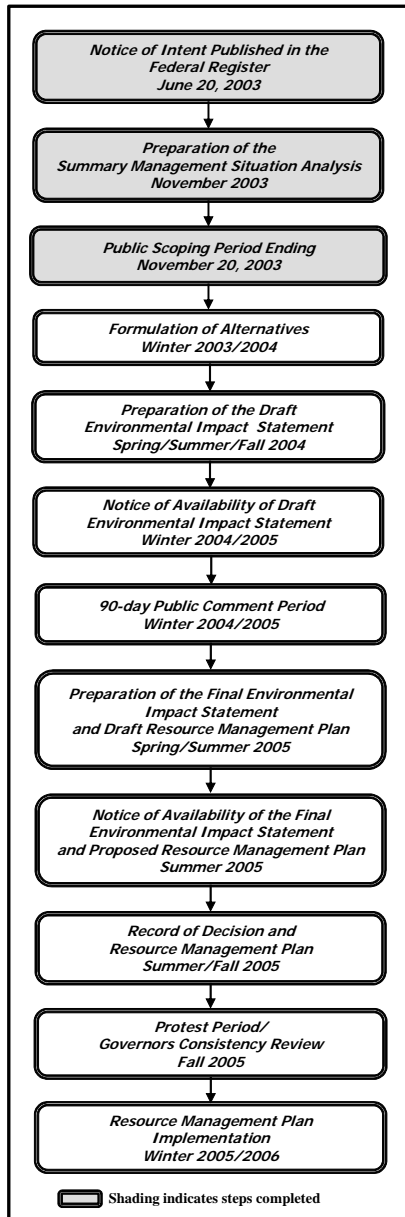 Notice of Intent Published in the
Federal Register
June 20, 2003
Preparation of the
Summary Management Situation Analysis
November 2003
Public Scoping Period Ending
November 20, 2003
Formulation of Alternatives
Winter 2003/2004
Preparation of the Draft
Environmental Impact Statement
Spring/Summer/Fall 2004
Notice of Availability of Draft
Environmental Impact Statement
Winter 2004/2005
90-day Public Comment Period
Winter 2004/2005
Preparation of the Final Environmental
Impact Statement
and Draft Resource Management Plan
Spring/Summer 2005
Notice of Availability of the Final
Environmental Impact Statement
and Proposed Resource Management Plan
Summer 2005
Record of Decision and
Resource Management Plan
Summer/Fall 2005
Protest Period/
Governors Consistency Review
Fall 2005
Resource Management Plan
Implementation
Winter 2005/2006
Shading indicates steps completed